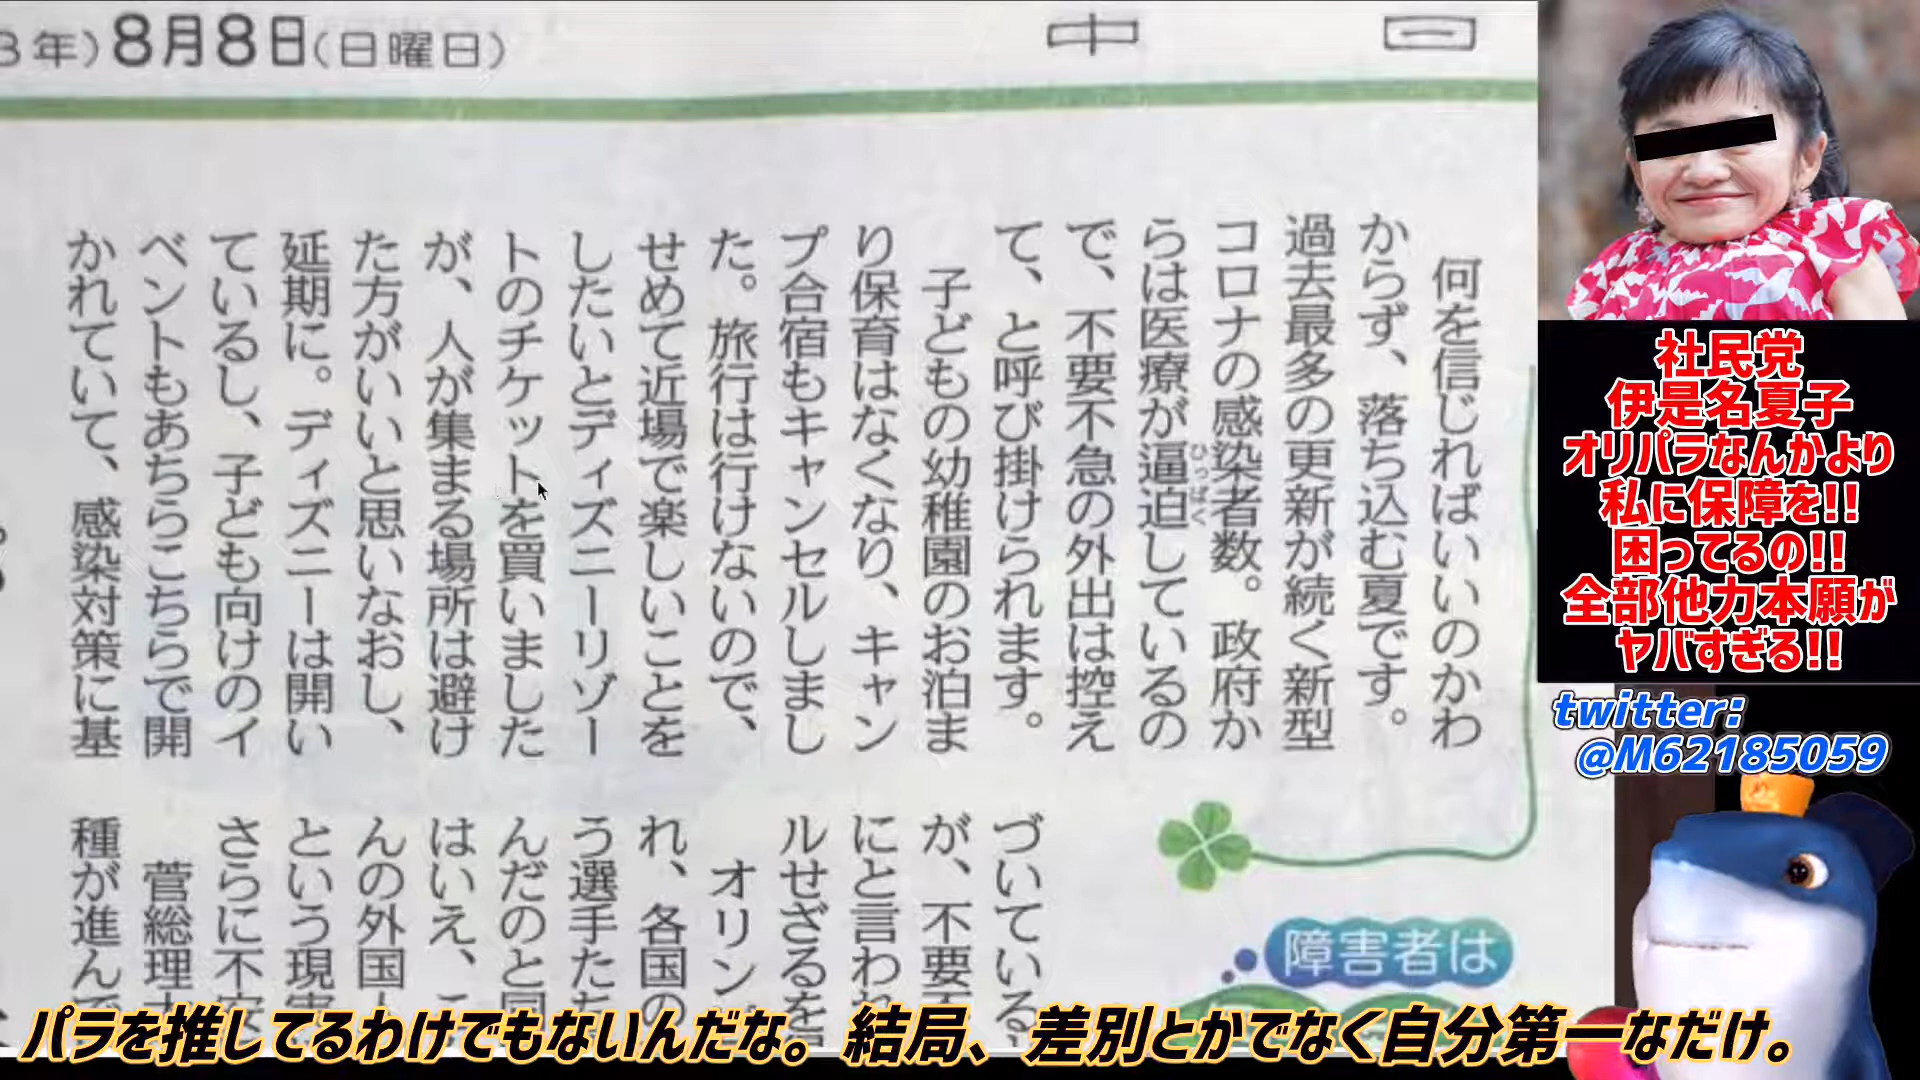 3年)8月8日(日曜日)
中
日
何を信じればいいのかわ
からず、落ち込む夏です。
過去最多の更新が続く新型
コロナの感染者数。政府か
らは医療が逼迫しているの
ひっぱく
で、不要不急の外出は控え
て、と呼び掛けられます。
子どもの幼稚園のお泊ま
り保育はなくなり、キャン
プ合宿もキャンセルしまし
た。旅行は行けないので、
せめて近場で楽しいことを
したいとディズニーリゾー
トのチケットを買いました
が、人が集まる場所は避け
た方がいいと思いなおし、
延期に。ディズニーは開い
ているし、子ども向けのイ
ベントもあちらこちらで開
かれていて、感染対策に基
づいている
が、不要不
にと言われ
ルせざるを
オリン
れ、各国の
う選手たち
んだのと同
はいえ、こ
んの外国
という現実
さらに不安
菅総理
種が進んで
障害者は
社民党
伊是名夏子
オリパラなんかより
私に保障を!!
困ってるの!!
全部他力本願が
ヤバすぎる!!
twitter:
@M62185059
パラを推してるわけでもないんだな。結局、差別とかでなく自分第一なだけ。